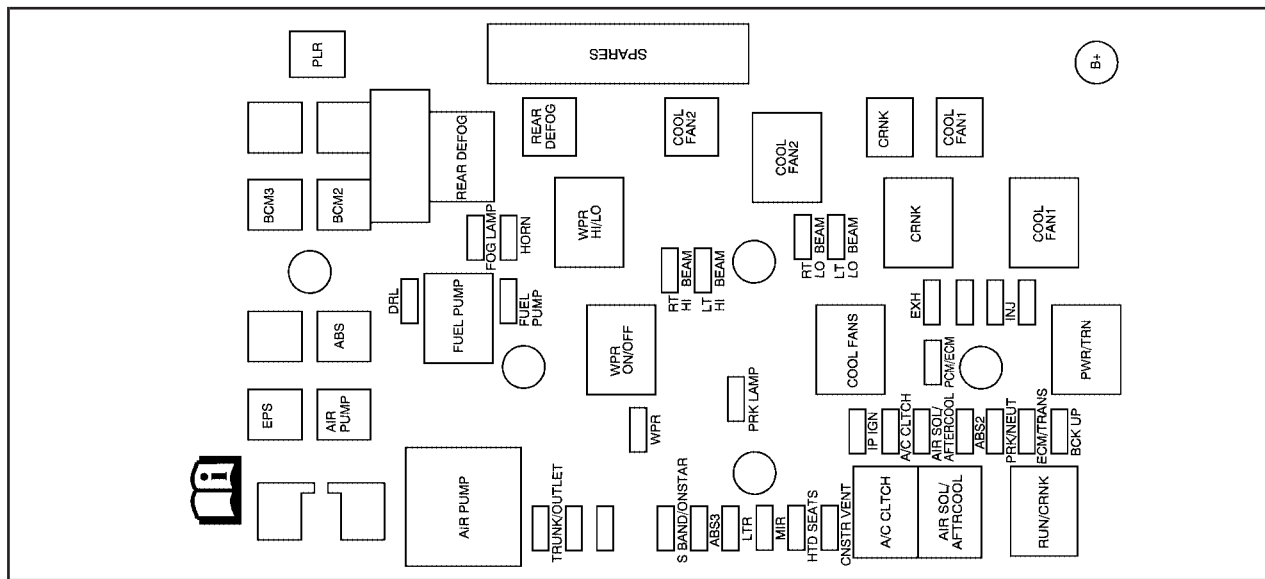 PLR
SPARES
B+
REAR
DEFOG
COOL
FAN2
CRNK
COOL
FAN1
REAR DEFOG
COOL
FAN2
BCM3
BCM2
WPR
HI/LO
CRNK
COOL
FAN1
FOG LAMP
HORN
RT
HI BEAM
LT
HI BEAM
RT
LO BEAM
LT
LO BEAM
DRL
FUEL PUMP
FUEL
PUMP
EXH
INJ
ABS
WPR
ON/OFF
COOL FANS
PCM/ECM
PWR/TRN
EPS
AIR
PUMP
WPR
PRK LAMP
IP IGN
A/C CLTCH
AIR SOL/
AFTERCOOL
ABS2
PRK/NEUT
ECM/TRANS
BCK UP
i
AIR PUMP
TRUNK/OUTLET
S BAND/ONSTAR
ABS3
LTR
MIR
HTD SEATS
CNSTR VENT
A/C CLTCH
AIR SOL/
AFTRCOOL
RUN/CRNK